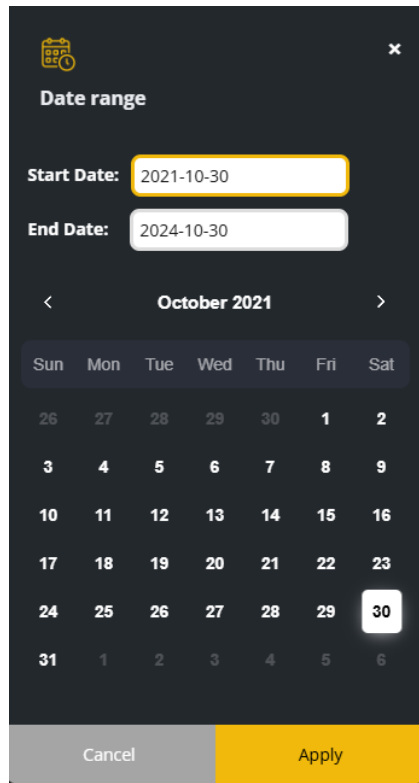 ×
Date range
Start Date: 2021-10-30
End Date: 2024-10-30
< October 2021 >
Sun Mon Tue Wed Thu Fri Sat
26 27 28 29 30 1 2
3 4 5 6 7 8 9
10 11 12 13 14 15 16
17 18 19 20 21 22 23
24 25 26 27 28 29 30
31 1 2 3 4 5 6
Cancel Apply